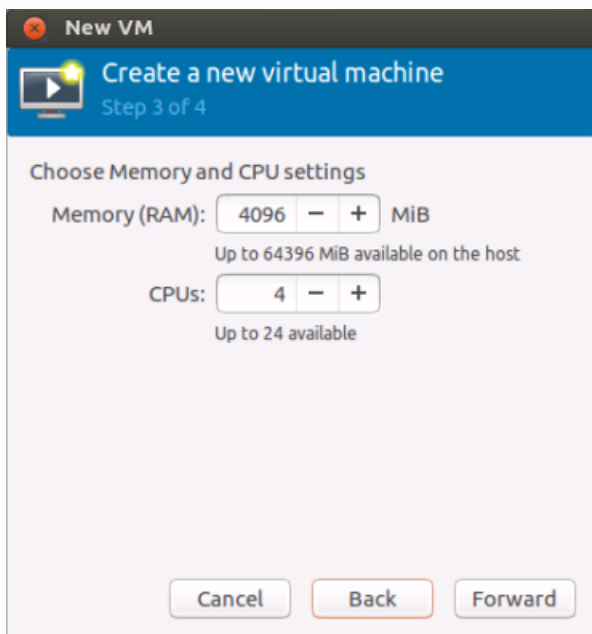 New VM
Create a new virtual machine
Step 3 of 4
Choose Memory and CPU settings
Memory (RAM): 4096 − + MiB
Up to 64396 MiB available on the host
CPUs: 4 − +
Up to 24 available
Cancel Back Forward